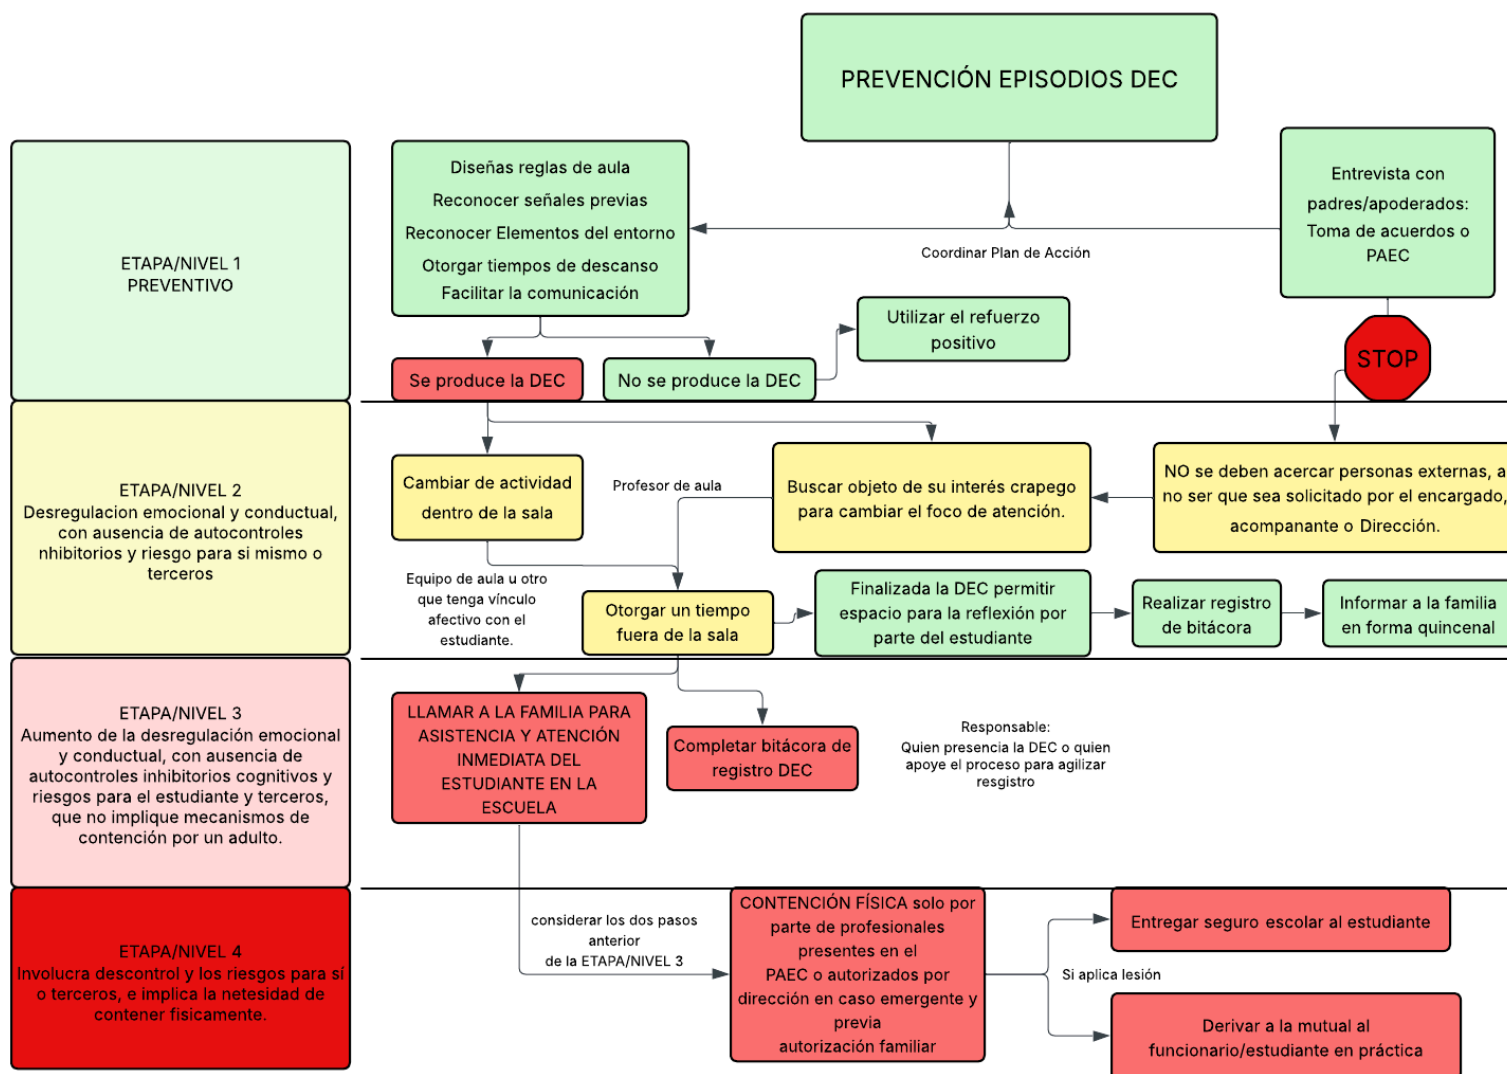 PREVENCIÓN EPISODIOS DEC
Diseñas reglas de aula
Reconocer señales previas
Reconocer Elementos del entorno
Otorgar tiempos de descanso
Facilitar la comunicación
Entrevista con
padres/apoderados:
Toma de acuerdos o
PAEC
Coordinar Plan de Acción
ETAPA/NIVEL 1
PREVENTIVO
Utilizar el refuerzo
positivo
STOP
Se produce la DEC
No se produce la DEC
ETAPA/NIVEL 2
Desregulacion emocional y conductual,
con ausencia de autocontroles
nhibitorios y riesgo para si mismo o
terceros
Cambiar de actividad
dentro de la sala
Profesor de aula
Buscar objeto de su interés crapego
para cambiar el foco de atención.
NO se deben acercar personas externas, a
no ser que sea solicitado por el encargado,
acompanante o Dirección.
Equipo de aula u otro
que tenga vínculo
afectivo con el
estudiante.
Otorgar un tiempo
fuera de la sala
Finalizada la DEC permitir
espacio para la reflexión por
parte del estudiante
Realizar registro
de bitácora
Informar a la familia
en forma quincenal
ETAPA/NIVEL 3
Aumento de la desregulación emocional
y conductual, con ausencia de
autocontroles inhibitorios cognitivos y
riesgos para el estudiante y terceros,
que no implique mecanismos de
contención por un adulto.
LLAMAR A LA FAMILIA PARA
ASISTENCIA Y ATENCIÓN
INMEDIATA DEL
ESTUDIANTE EN LA
ESCUELA
Completar bitácora de
registro DEC
Responsable:
Quien presencia la DEC o quien
apoye el proceso para agilizar
resgistro
ETAPA/NIVEL 4
Involucra descontrol y los riesgos para sí
o terceros, e implica la netesidad de
contener fisicamente.
considerar los dos pasos
anterior
de la ETAPA/NIVEL 3
CONTENCIÓN FÍSICA solo por
parte de profesionales
presentes en el
PAEC o autorizados por
dirección en caso emergente y
previa
autorización familiar
Entregar seguro escolar al estudiante
Si aplica lesión
Derivar a la mutual al
funcionario/estudiante en práctica